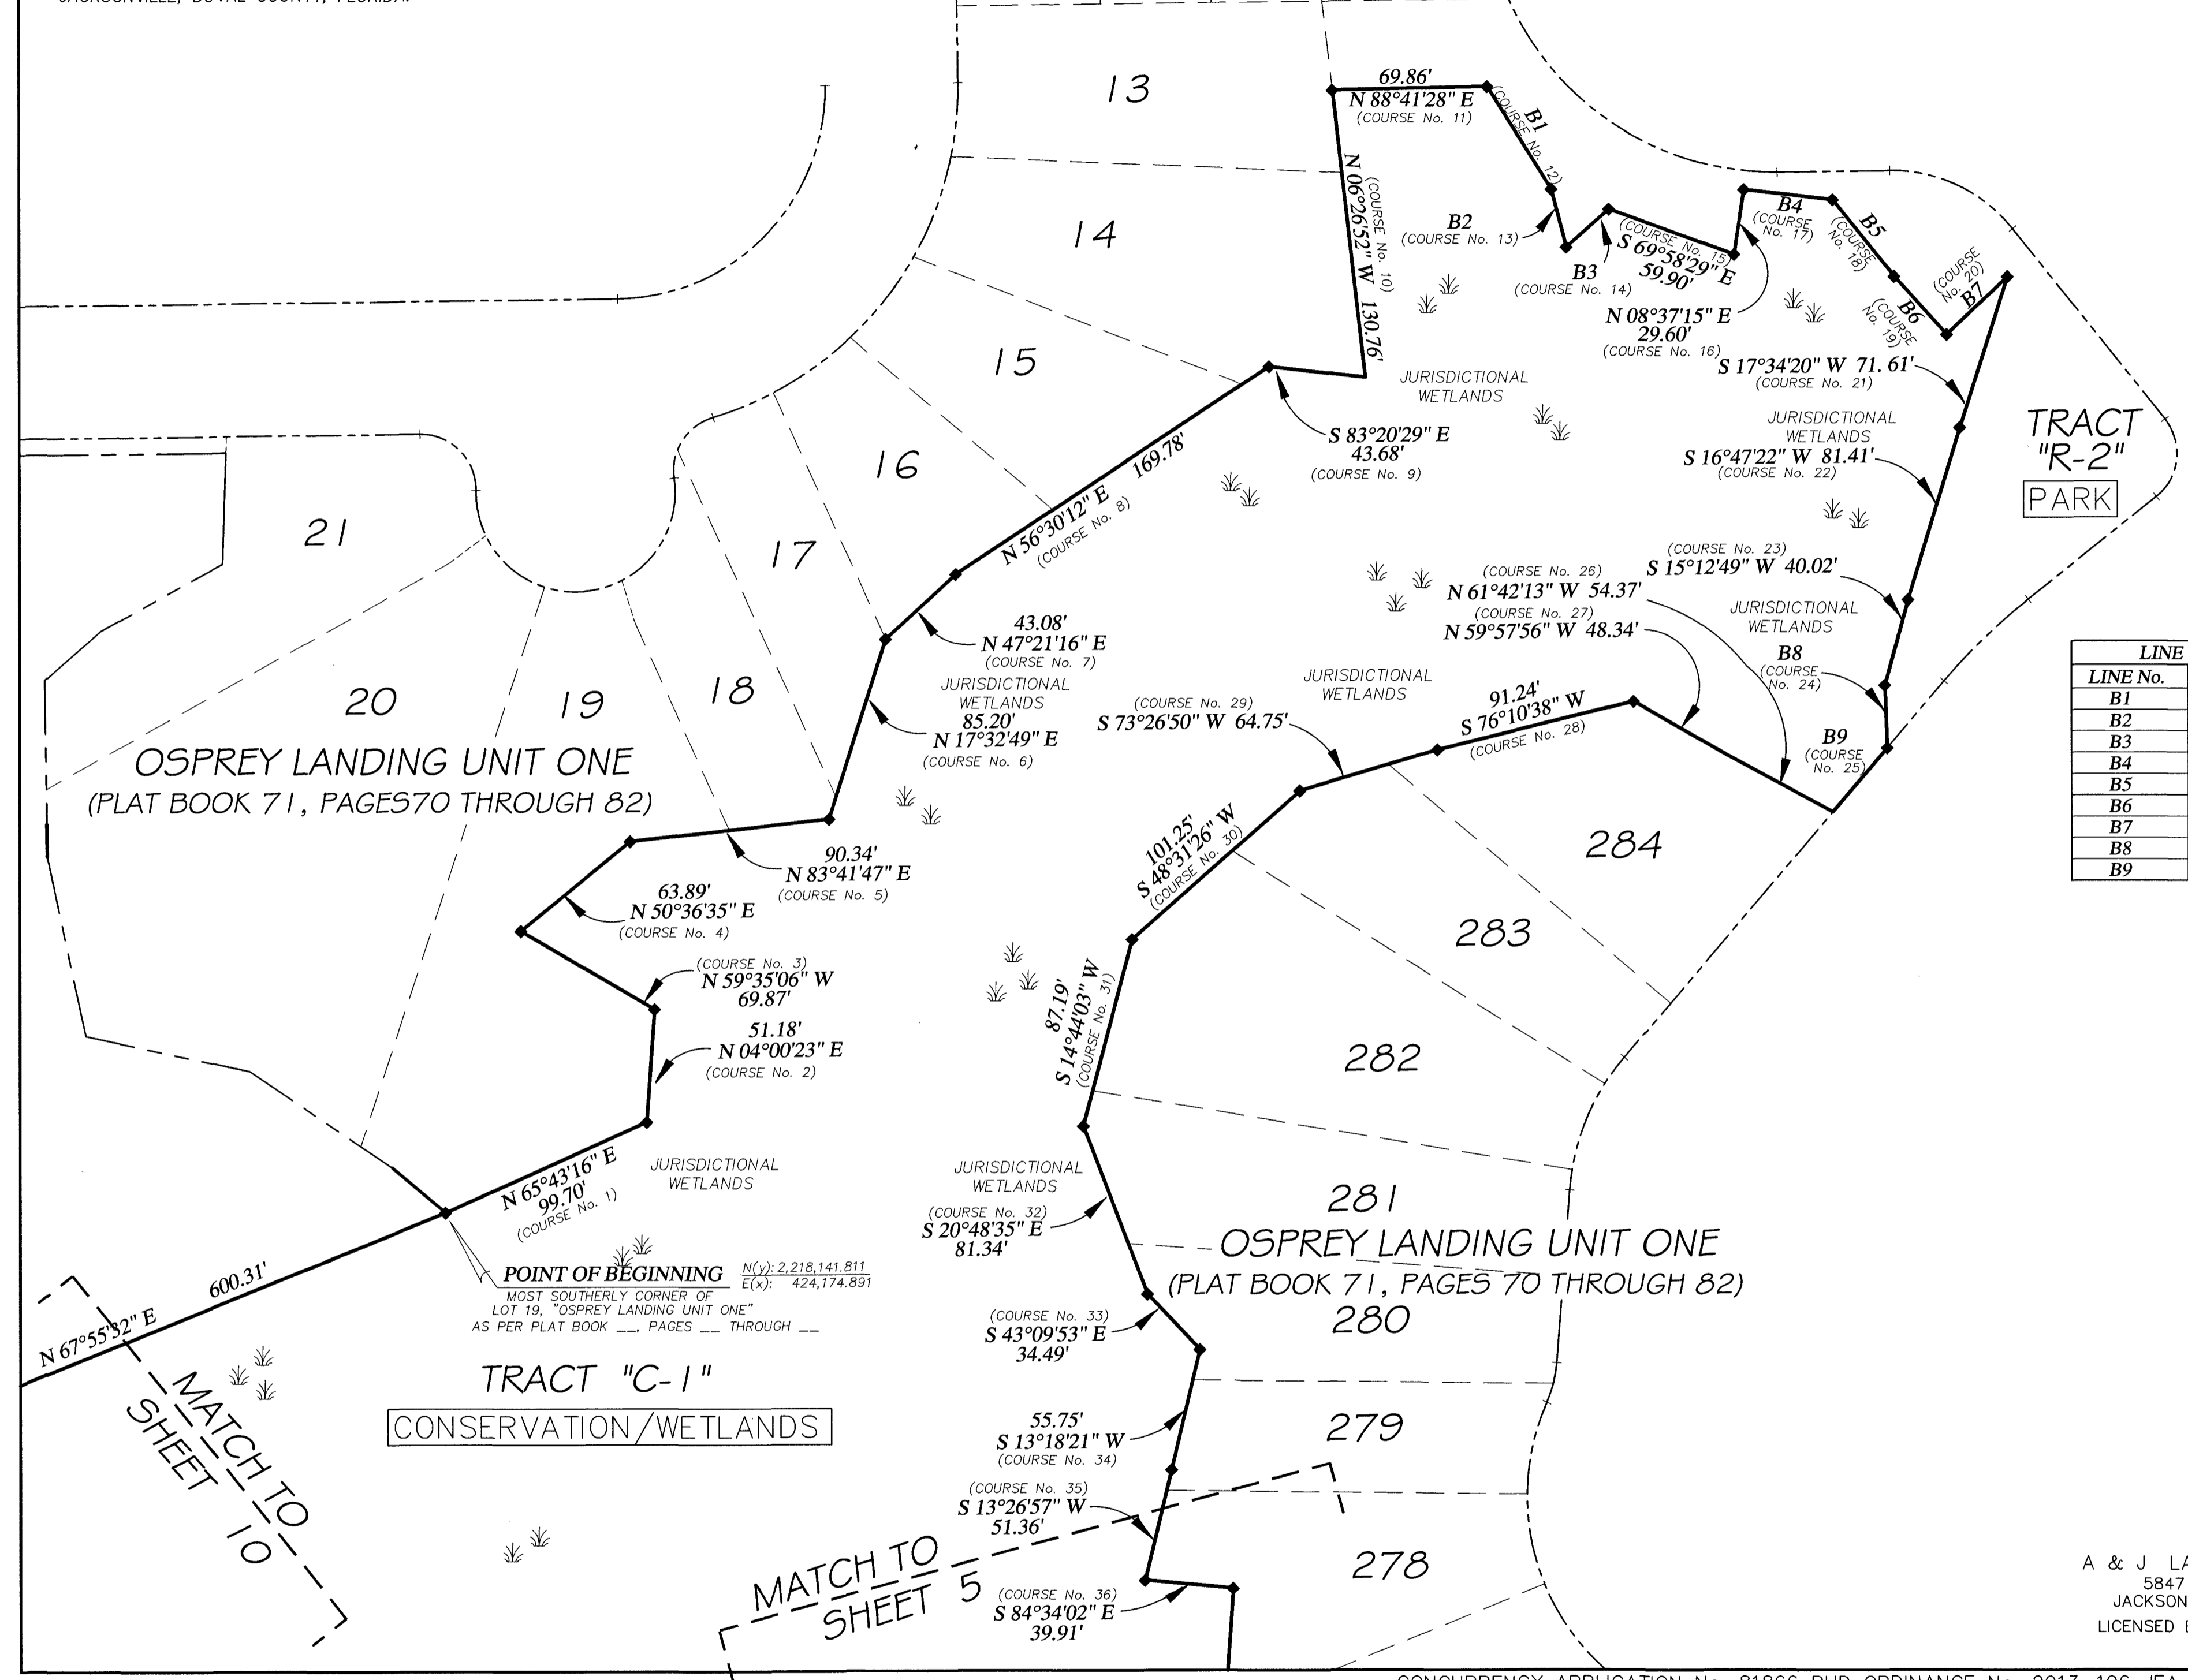 13
69.86'
N 88°41'28" E
(COURSE No. 11)
B1
(COURSE No. 12)
N 06°26'52" W 130.76'
(COURSE No. 10)
14
B2
(COURSE No. 13)
B3
(COURSE No. 14)
(COURSE No. 15)
S 69°58'29" E
59.90'
B4
(COURSE
No. 17)
B5
(COURSE
No. 18)
B6
(COURSE
No. 19)
(COURSE
No. 20)
B7
N 08°37'15" E
29.60'
(COURSE No. 16)
S 17°34'20" W 71. 61'
(COURSE No. 21)
15
JURISDICTIONAL
WETLANDS
S 83°20'29" E
43.68'
(COURSE No. 9)
JURISDICTIONAL
WETLANDS
S 16°47'22" W 81.41'
(COURSE No. 22)
TRACT
"R-2"
PARK
16
169.78'
N 56°30'12" E
(COURSE No. 8)
21
17
(COURSE No. 23)
S 15°12'49" W 40.02'
(COURSE No. 26)
N 61°42'13" W 54.37'
(COURSE No. 27)
N 59°57'56" W 48.34'
JURISDICTIONAL
WETLANDS
B8
(COURSE
No. 24)
B9
(COURSE
No. 25)
43.08'
N 47°21'16" E
(COURSE No. 7)
JURISDICTIONAL
WETLANDS
85.20'
N 17°32'49" E
(COURSE No. 6)
JURISDICTIONAL
WETLANDS
(COURSE No. 29)
S 73°26'50" W 64.75'
91.24'
S 76°10'38" W
(COURSE No. 28)
LINE
LINE No.
B1
B2
B3
B4
B5
B6
B7
B8
B9
20
19
18
OSPREY LANDING UNIT ONE
(PLAT BOOK 71, PAGES70 THROUGH 82)
90.34'
N 83°41'47" E
(COURSE No. 5)
63.89'
N 50°36'35" E
(COURSE No. 4)
(COURSE No. 3)
N 59°35'06" W
69.87'
51.18'
N 04°00'23" E
(COURSE No. 2)
101.25'
S 48°31'26" W
(COURSE No. 30)
284
283
87.19'
S 14°44'03" W
(COURSE No. 31)
282
N 65°43'16" E
99.70'
(COURSE No. 1)
JURISDICTIONAL
WETLANDS
JURISDICTIONAL
WETLANDS
(COURSE No. 32)
S 20°48'35" E
81.34'
281
OSPREY LANDING UNIT ONE
(PLAT BOOK 71, PAGES 70 THROUGH 82)
280
600.31'
N 67°55'32" E
POINT OF BEGINNING
N(y): 2,218,141.811
E(x): 424,174.891
MOST SOUTHERLY CORNER OF
LOT 19, "OSPREY LANDING UNIT ONE"
AS PER PLAT BOOK __, PAGES __ THROUGH __
(COURSE No. 33)
S 43°09'53" E
34.49'
TRACT "C-1"
CONSERVATION/WETLANDS
MATCH TO
SHEET 10
55.75'
S 13°18'21" W
(COURSE No. 34)
279
(COURSE No. 35)
S 13°26'57" W
51.36'
278
MATCH TO
SHEET 5
(COURSE No. 36)
S 84°34'02" E
39.91'
A & J LA
5847
JACKSON
LICENSED